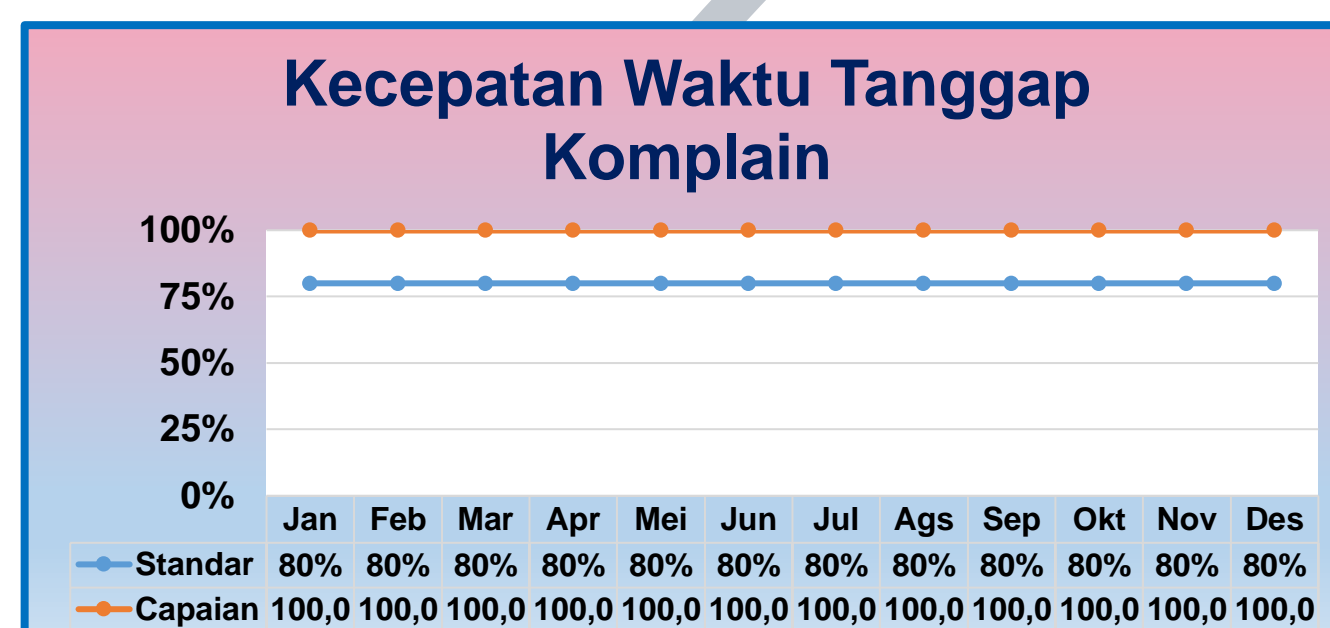 Kecepatan Waktu Tanggap
Komplain
100%
75%
50%
25%
0%
Jan Feb Mar Apr Mei Jun Jul Ags Sep Okt Nov Des
Standar 80% 80% 80% 80% 80% 80% 80% 80% 80% 80% 80% 80%
Capaian 100,0 100,0 100,0 100,0 100,0 100,0 100,0 100,0 100,0 100,0 100,0 100,0